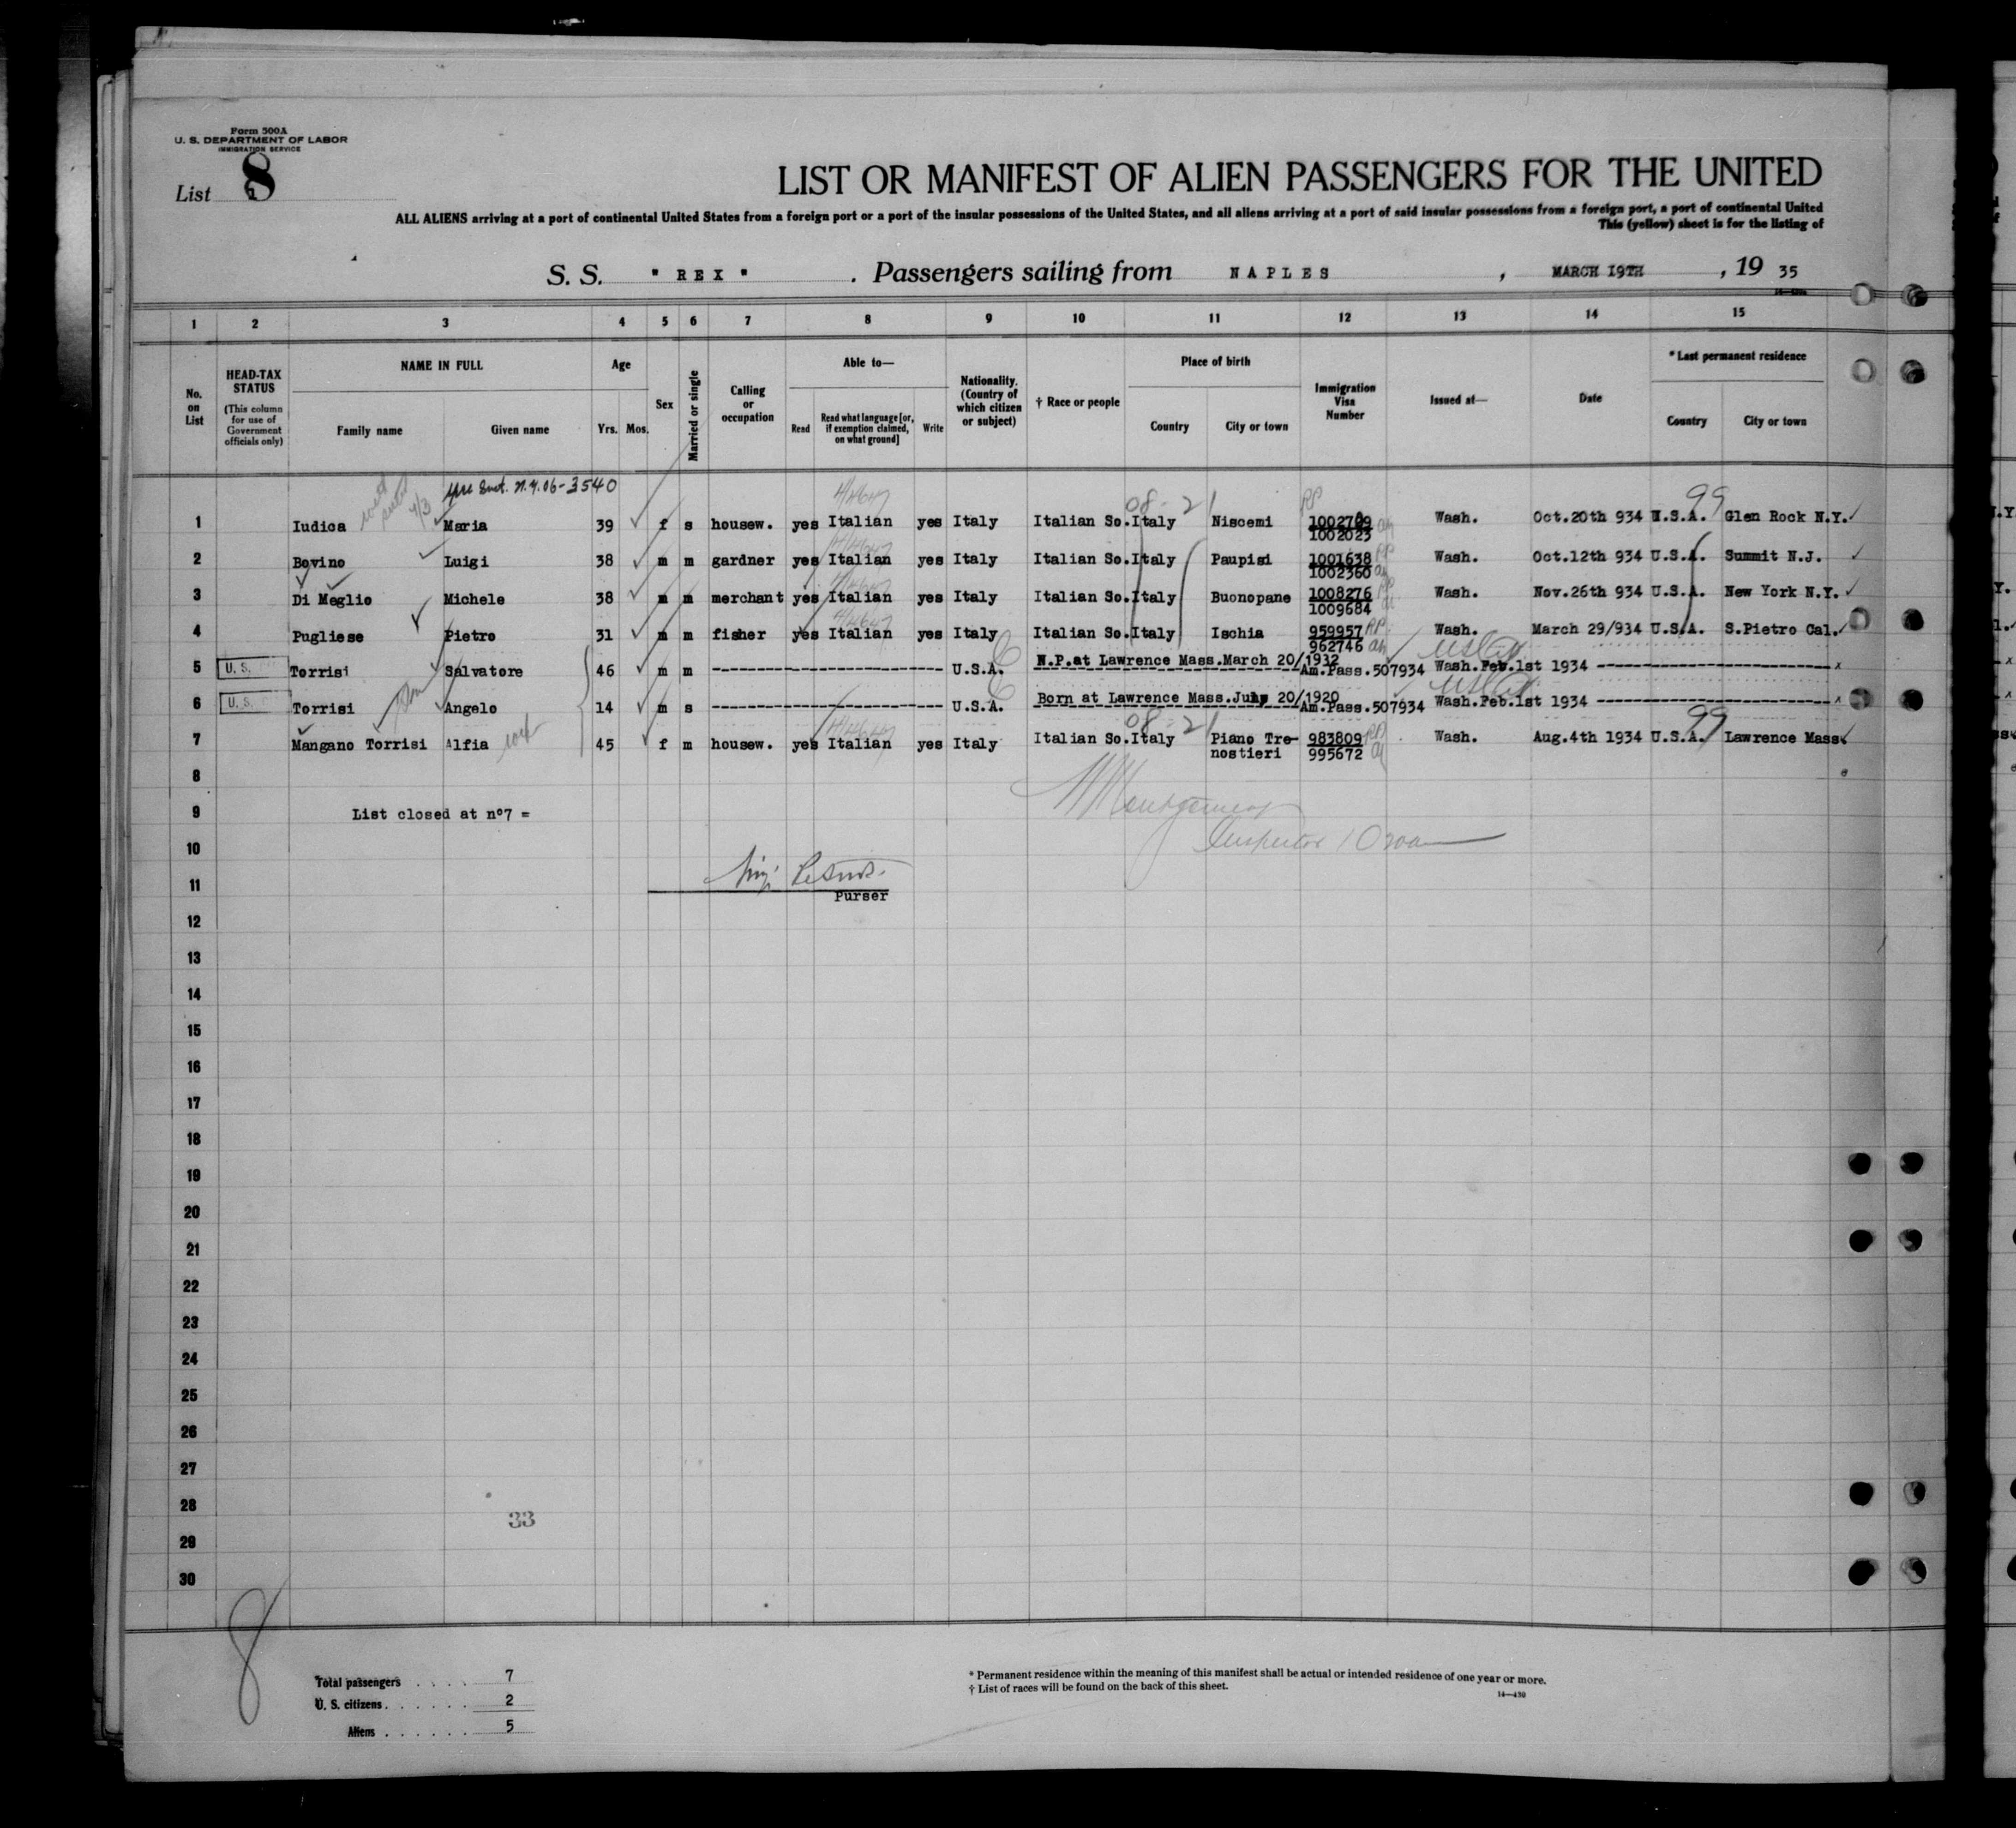 Form 500A
U. S. DEPARTMENT OF LABOR
IMMIGRATION SERVICE
List 8
LIST OR MANIFEST OF ALIEN PASSENGERS FOR THE UNITED
ALL ALIENS arriving at a port of continental United States from a foreign port or a port of the insular possessions of the United States, and all aliens arriving at a port of said insular possessions from a foreign port, a port of continental United
This (yellow) sheet is for the listing of
S. S. " REX " . Passengers sailing from NAPLES , MARCH 19TH , 19 35
1 2 3 4 5 6 7 8 9 10 11 12 13 14 15
No. on List
HEAD-TAX STATUS (This column for use of Government officials only)
NAME IN FULL
Family name Given name
Age
Yrs. Mos.
Sex
Married or single
Calling or occupation
Able to—
Read Read what language [or, if exemption claimed, on what ground] Write
Nationality. (Country of which citizen or subject)
† Race or people
Place of birth
Country City or town
Immigration Visa Number
Issued at—
Date
* Last permanent residence
Country City or town
N.Y. 06-3540
08-21 99
1 Iudica Maria 39 f s housew. yes Italian yes Italy Italian So. Italy Niscemi 1002709 Wash. Oct.20th 934 U.S.A. Glen Rock N.Y.
1002023
2 Bovino Luigi 38 m m gardner yes Italian yes Italy Italian So. Italy Paupisi 1001638 Wash. Oct.12th 934 U.S.A. Summit N.J.
1002360
3 Di Meglio Michele 38 m m merchant yes Italian yes Italy Italian So. Italy Buonopane 1008276 Wash. Nov.26th 934 U.S.A. New York N.Y.
1009684
4 Pugliese Pietro 31 m m fisher yes Italian yes Italy Italian So. Italy Ischia 959957 Wash. March 29/934 U.S.A. S.Pietro Cal.
962746
5 U. S. Torrisi Salvatore 46 m m U.S.A. N.P.at Lawrence Mass.March 20/1932 Am.Pass.507934 Wash.Feb.1st 1934
6 U. S. Torrisi Angelo 14 m s U.S.A. Born at Lawrence Mass.July 20/1920 Am.Pass.507934 Wash.Feb.1st 1934
08-21 99
7 Mangano Torrisi Alfia 45 f m housew. yes Italian yes Italy Italian So. Italy Piano Tre- 983809 Wash. Aug.4th 1934 U.S.A. Lawrence Mass.
nostieri 995672
8
9 List closed at n°7 =
10
11
Purser
12
13
14
15
16
17
18
19
20
21
22
23
24
25
26
27
28
33
29
30
8
Total passengers . . . . 7
U. S. citizens . . . . . . 2
Aliens . . . . . . 5
* Permanent residence within the meaning of this manifest shall be actual or intended residence of one year or more.
† List of races will be found on the back of this sheet.
14—430